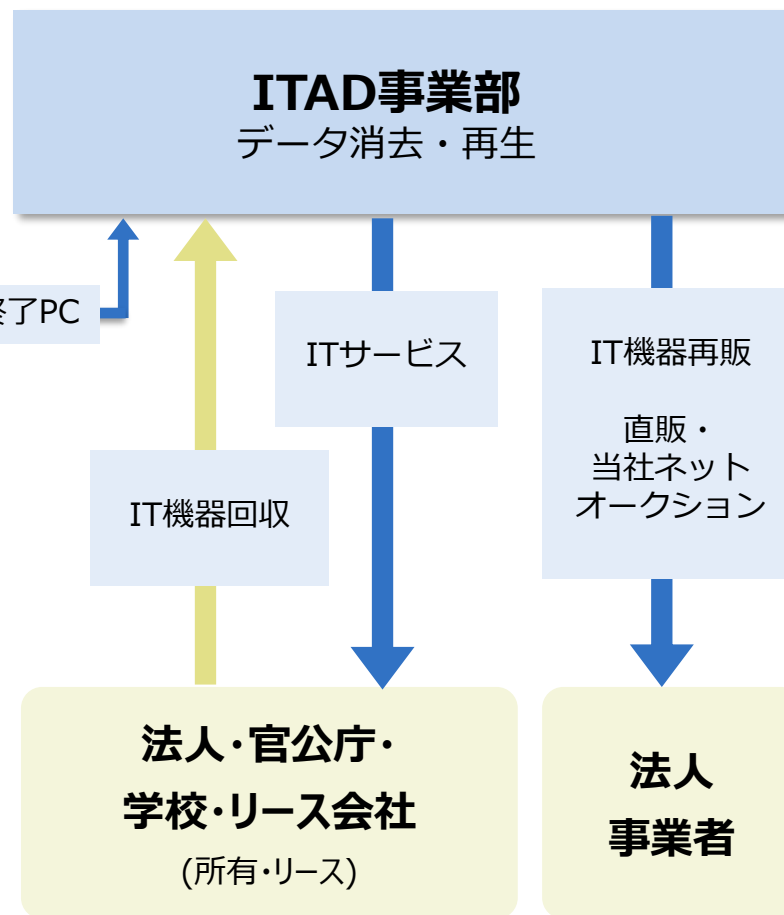 ITAD事業部
データ消去・再生
了PC
ITサービス
IT機器再販
直販・
当社ネット
オークション
IT機器回収
法人・官公庁・
学校・リース会社
(所有・リース)
法人
事業者